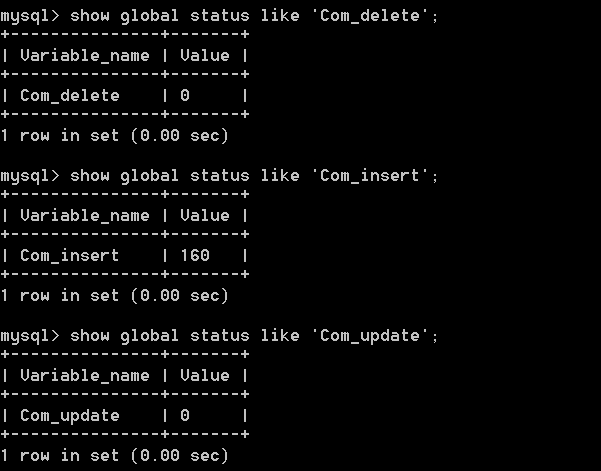 mysql> show global status like 'Com_delete';
+---------------+-------+
| Variable_name | Value |
+---------------+-------+
| Com_delete    | 0     |
+---------------+-------+
1 row in set (0.00 sec)

mysql> show global status like 'Com_insert';
+---------------+-------+
| Variable_name | Value |
+---------------+-------+
| Com_insert    | 160   |
+---------------+-------+
1 row in set (0.00 sec)

mysql> show global status like 'Com_update';
+---------------+-------+
| Variable_name | Value |
+---------------+-------+
| Com_update    | 0     |
+---------------+-------+
1 row in set (0.00 sec)